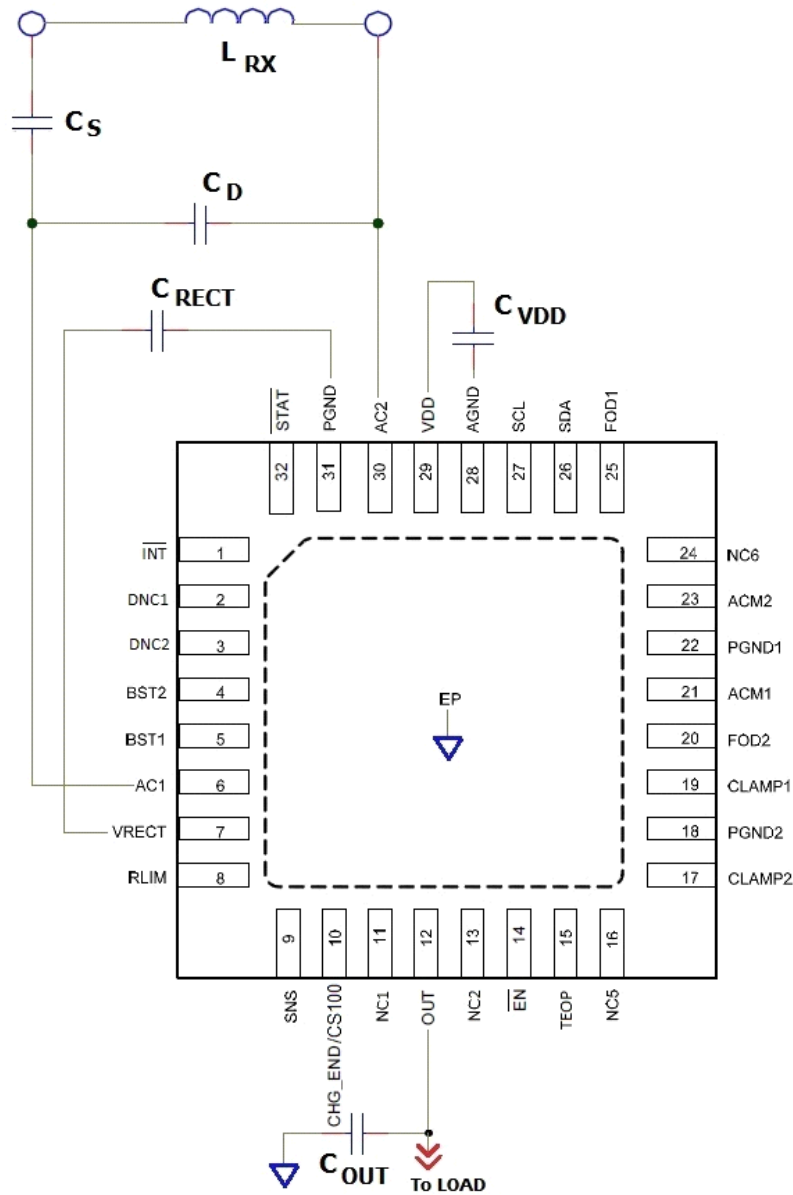 L RX
C S
C D
C RECT
C VDD
STAT
PGND
AC2
VDD
AGND
SCL
SDA
FOD1
32
31
30
29
28
27
26
25
INT 1
DNC1 2
DNC2 3
BST2 4
BST1 5
AC1 6
VRECT 7
RLIM 8
24 NC6
23 ACM2
22 PGND1
21 ACM1
20 FOD2
19 CLAMP1
18 PGND2
17 CLAMP2
EP
9
10
11
12
13
14
15
16
SNS
CHG_END/CS100
NC1
OUT
NC2
EN
TEOP
NC5
C OUT
To LOAD